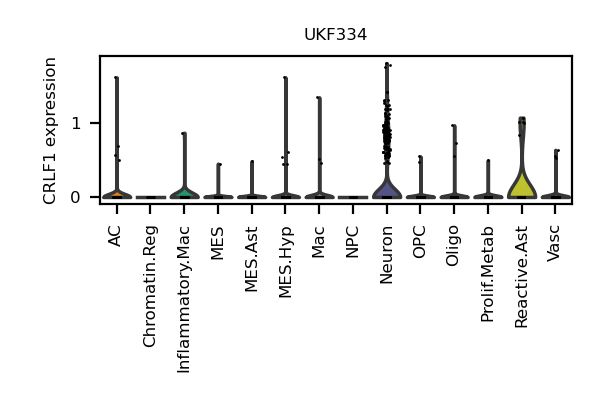 UKF334
CRLF1 expression
1
0
AC
Chromatin.Reg
Inflammatory.Mac
MES
MES.Ast
MES.Hyp
Mac
NPC
Neuron
OPC
Oligo
Prolif.Metab
Reactive.Ast
Vasc